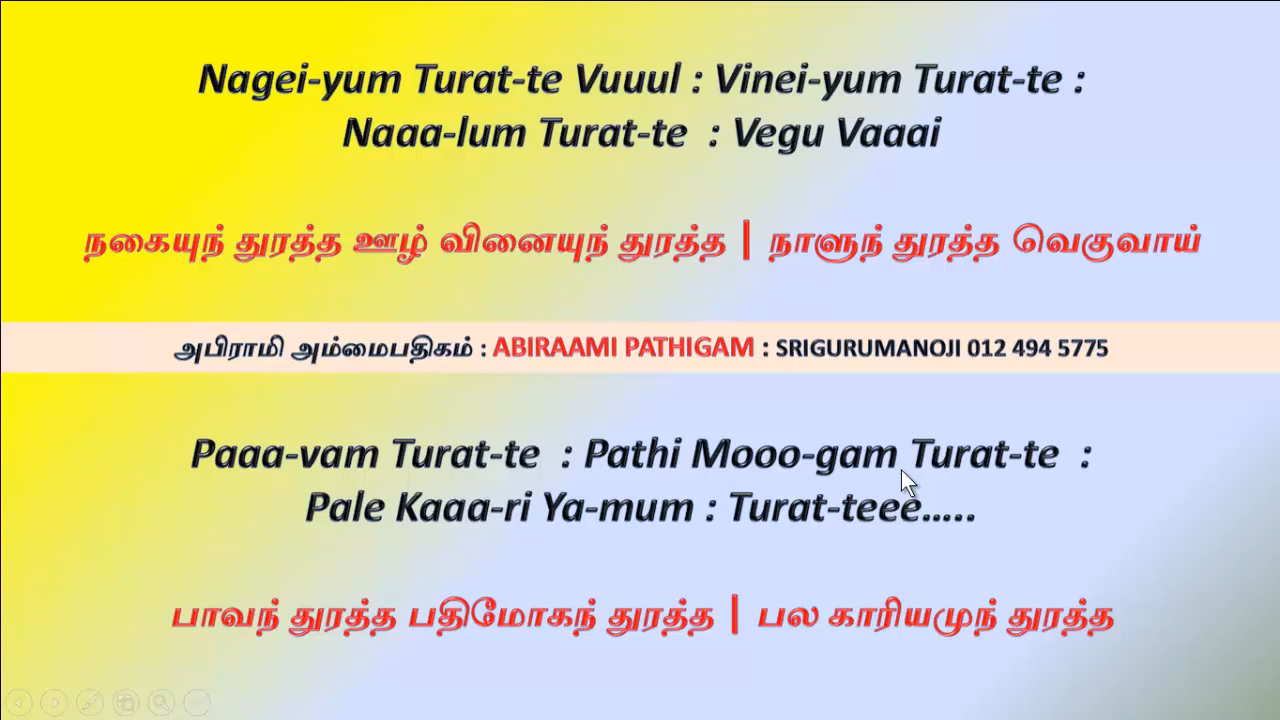 Nagei-yum Turat-te Vuuul : Vinei-yum Turat-te :
Naaa-lum Turat-te : Vegu Vaaai
நகையுந் துரத்த ஊழ் வினையுந் துரத்த | நாளுந் துரத்த வெகுவாய்
அபிராமி அம்மைபதிகம் : ABIRAAMI PATHIGAM : SRIGURUMANOJI 012 494 5775
Paaa-vam Turat-te : Pathi Mooo-gam Turat-te :
Pale Kaaa-ri Ya-mum : Turat-teee.....
பாவந் துரத்த பதிமோகந் துரத்த | பல காரியமுந் துரத்த